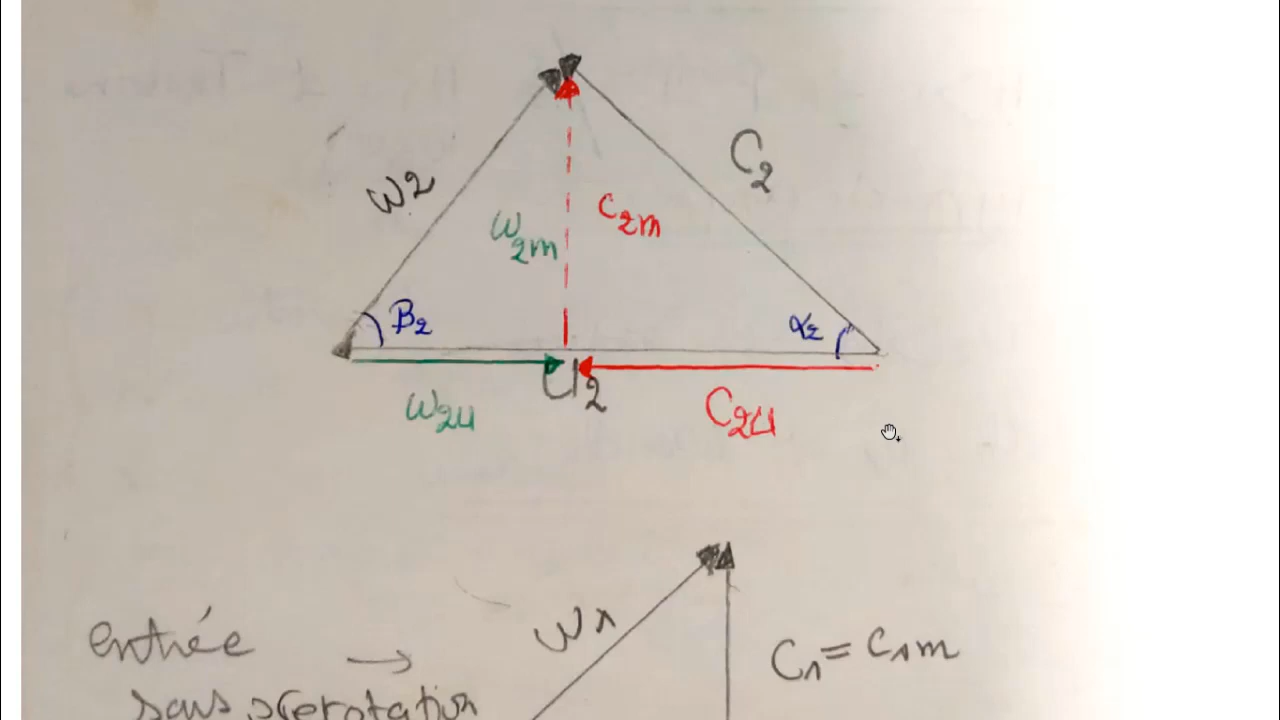 C2
W2
C2m
W2m
β2
α2
U2
W2U
C2U
W1
entrée →
C1 = C1m
sans prérotation